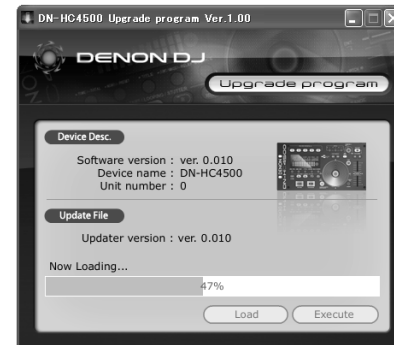 DN-HC4500 Upgrade program Ver.1.00
DENON DJ
Upgrade program
Device Desc.
Software version : ver. 0.010
Device name : DN-HC4500
Unit number : 0
Update File
Updater version : ver. 0.010
Now Loading...
47%
Load Execute